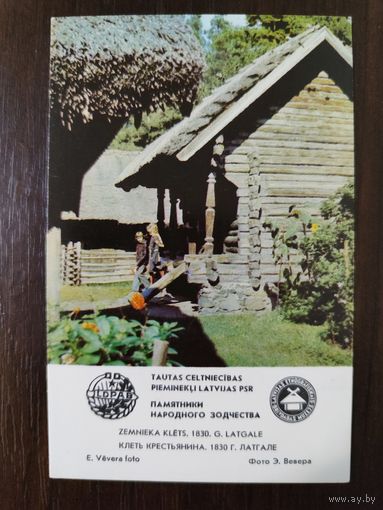 TAUTAS CELTNIECĪBAS
PIEMINEKĻI LATVIJAS PSR
ПАМЯТНИКИ
НАРОДНОГО ЗОДЧЕСТВА
ZEMNIEKA KLĒTS. 1830. G. LATGALE
КЛЕТЬ КРЕСТЬЯНИНА. 1830 Г. ЛАТГАЛЕ
E. Vēvera foto
Фото Э. Вевера
ay.by